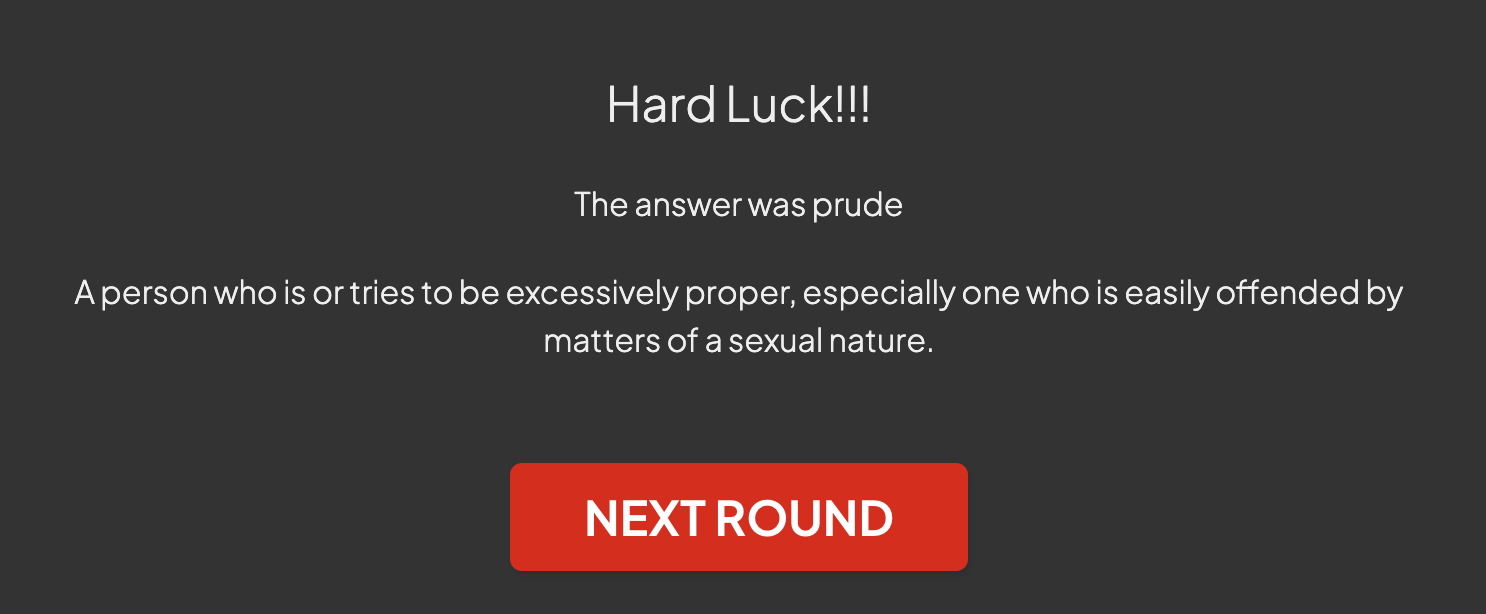 Hard Luck!!!
The answer was prude
A person who is or tries to be excessively proper, especially one who is easily offended by
matters of a sexual nature.
NEXT ROUND